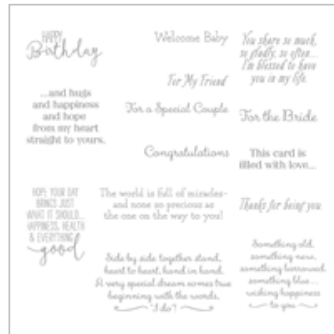 HAPPY
Birthday
...and hugs
and happiness
and hope
from my heart
straight to yours.
HOPE YOUR DAY
BRINGS JUST
WHAT IT SHOULD...
HAPPINESS, HEALTH
& EVERYTHING
good
Welcome Baby
For My Friend
For a Special Couple
Congratulations
You share so much,
so gladly, so often...
I'm blessed to have
you in my life.
For the Bride
This card is...
filled with love...
The world is full of miracles-
and none so precious as
the one on the way to you!
Thanks for being you
Side by side together stand,
heart to heart, hand in hand.
A very special dream comes true
beginning with the words,
"I do"!
Something old,
something new,
something borrowed,
something blue...
wishing happiness
to you